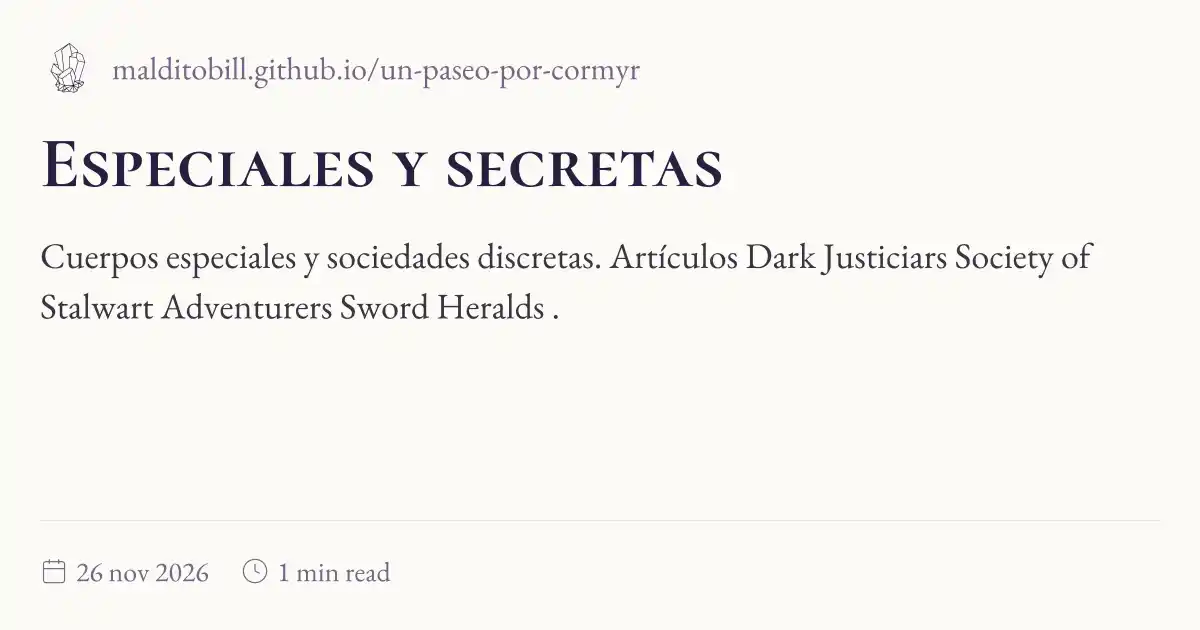 malditobill.github.io/un-paseo-por-cormyr
Especiales y secretas
Cuerpos especiales y sociedades discretas. Artículos Dark Justiciars Society of
Stalwart Adventurers Sword Heralds .
26 nov 2026 1 min read